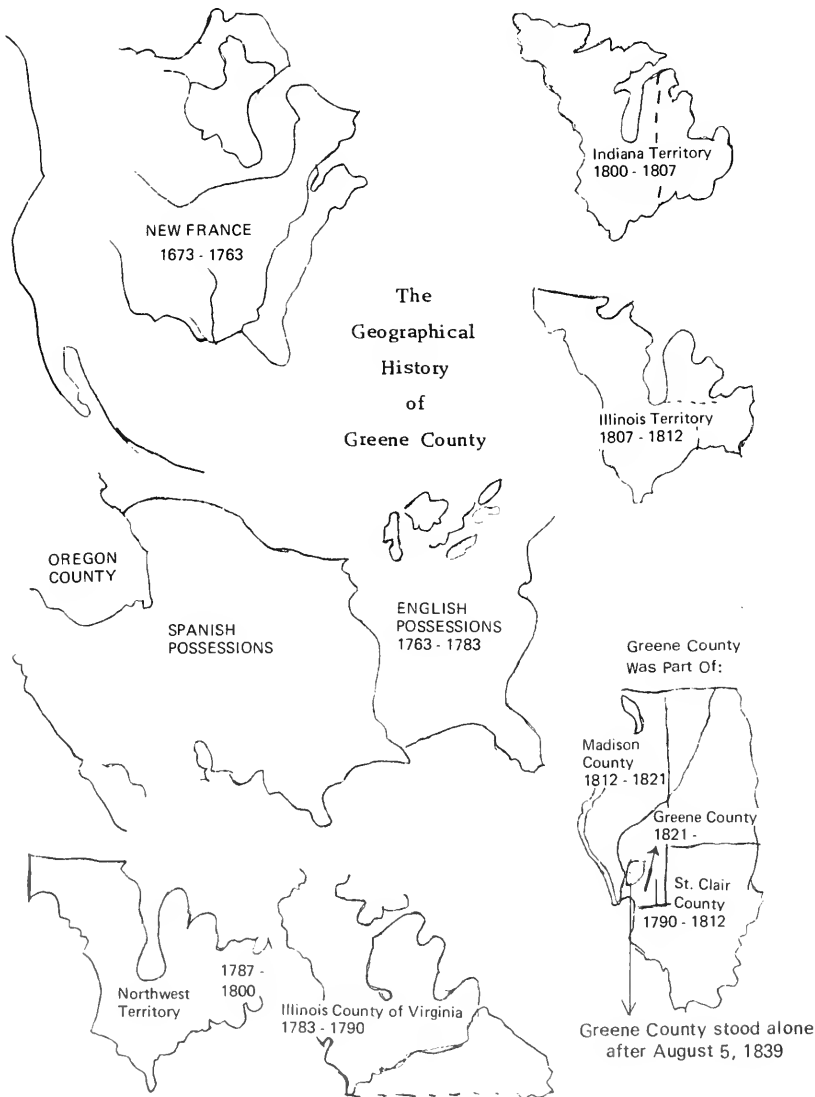 NEW FRANCE
1673 - 1763
Indiana Territory
1800 - 1807
The
Geographical
History
of
Greene County
Illinois Territory
1807 - 1812
OREGON
COUNTY
SPANISH
POSSESSIONS
ENGLISH
POSSESSIONS
1763 - 1783
Greene County
Was Part Of:
Madison
County
1812 - 1821
Greene County
1821 -
St. Clair
County
1790 - 1812
Northwest
Territory
1787 -
1800
Illinois County of Virginia
1783 - 1790
Greene County stood alone
after August 5, 1839